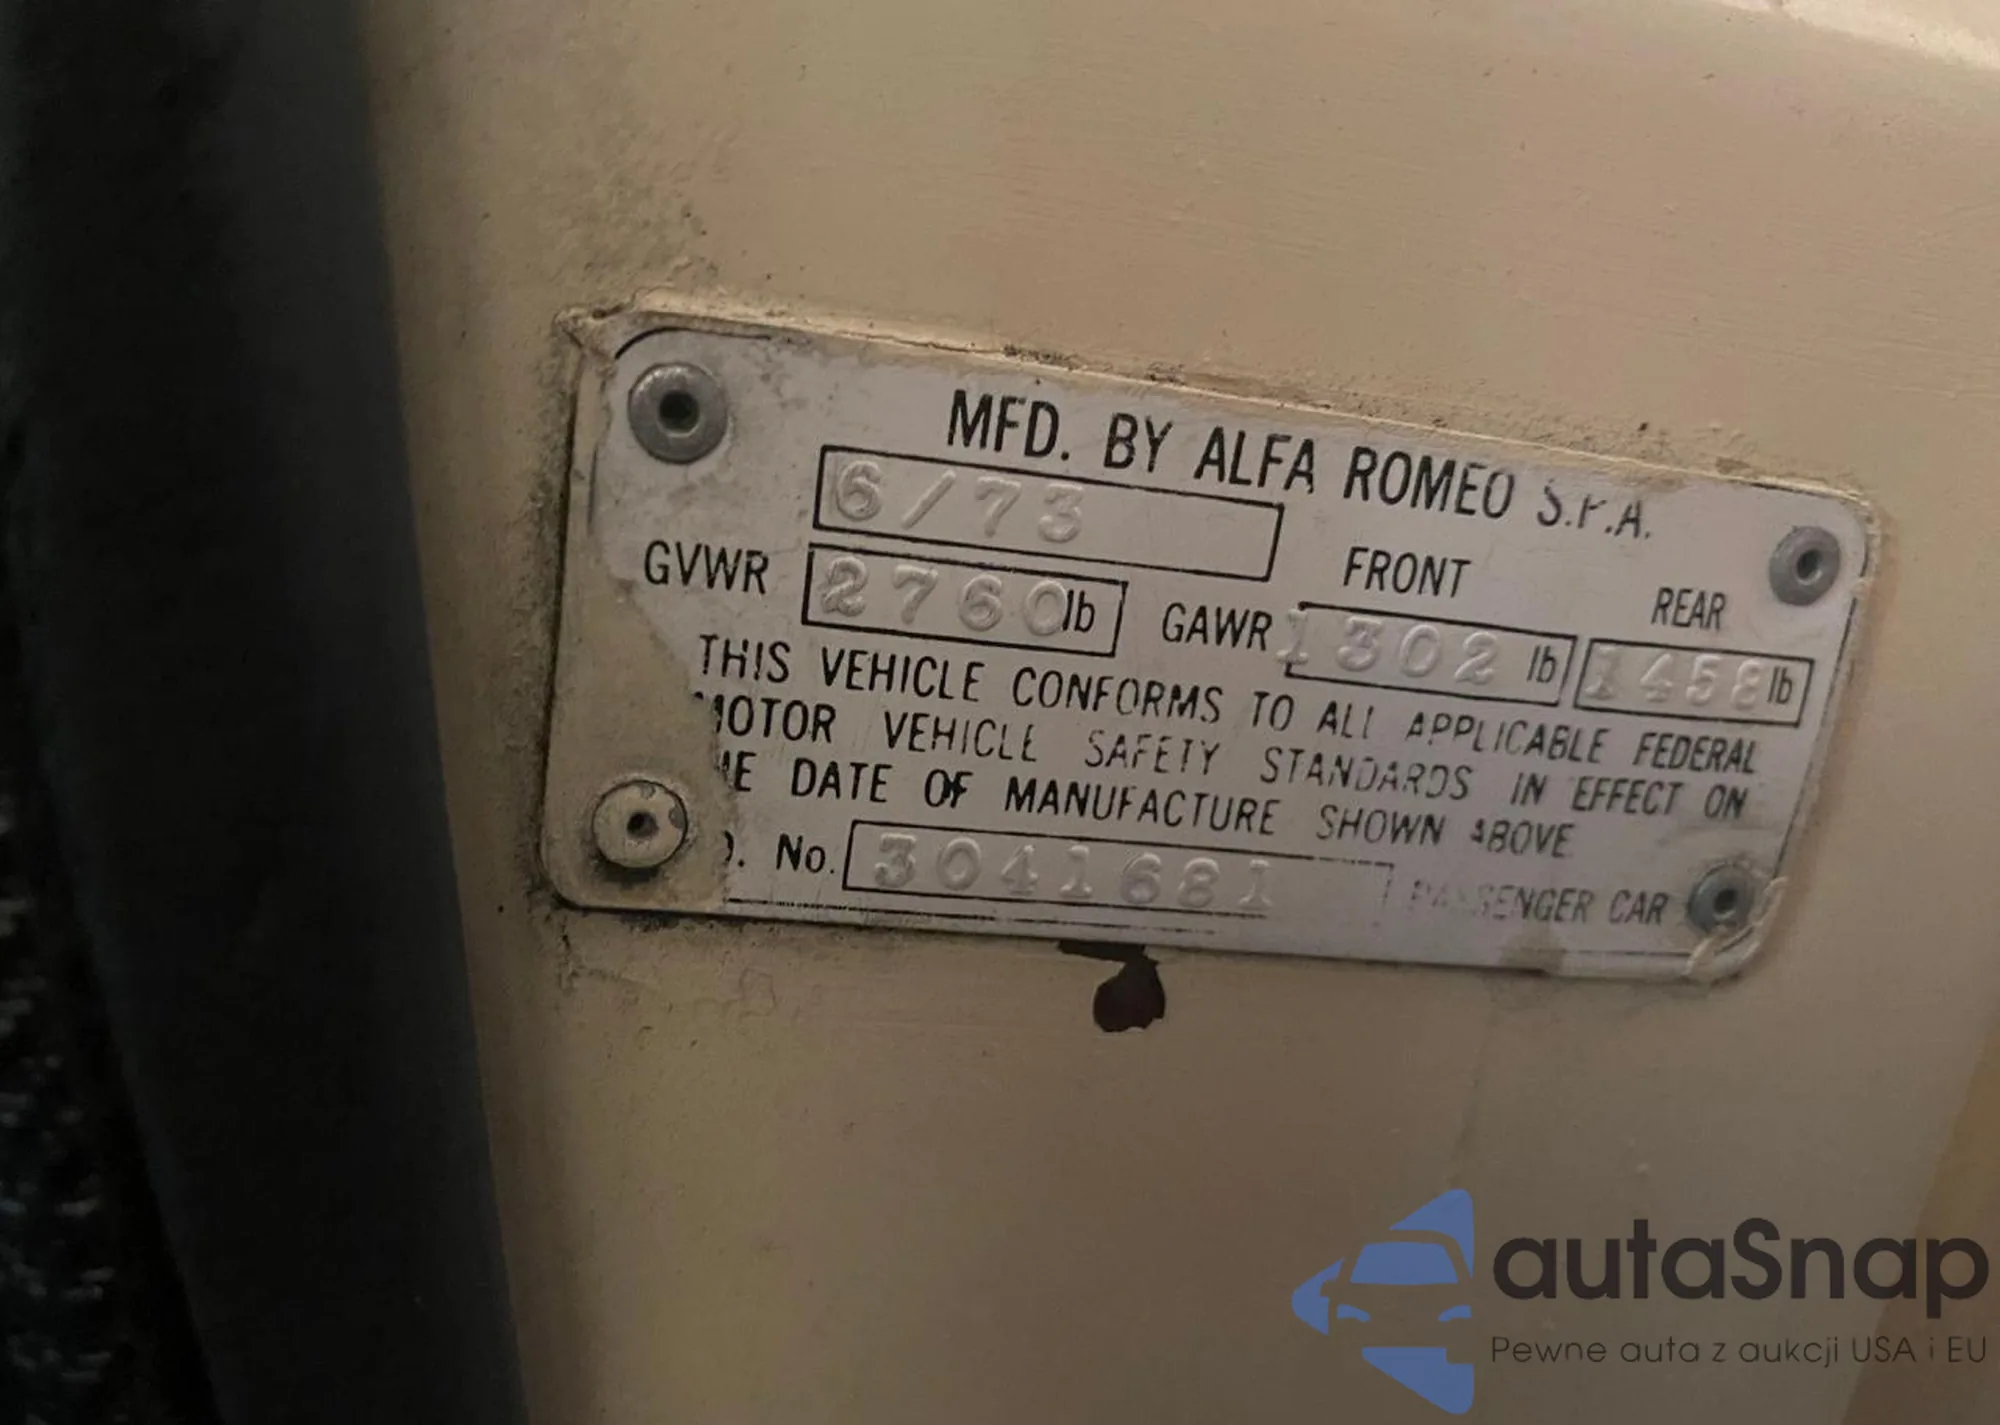 MFD. BY ALFA ROMEO S.P.A.
6/73
FRONT REAR
GVWR 2760 lb GAWR 1302 lb 1458 lb
THIS VEHICLE CONFORMS TO ALL APPLICABLE FEDERAL
MOTOR VEHICLE SAFETY STANDARDS IN EFFECT ON
DATE OF MANUFACTURE SHOWN ABOVE
No. 3041681 PASSENGER CAR
autaSnap
Pewne auta z aukcji USA i EU